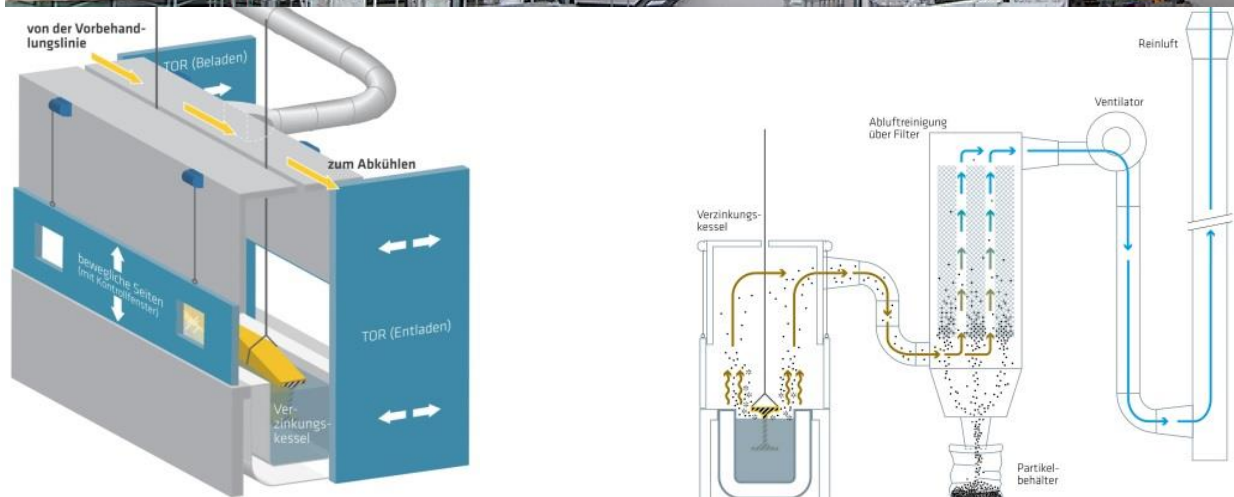 von der Vorbehand-
lungslinie
TOR (Beladen)
zum Abkühlen
bewegliche Seiten
(mit Kontrollfenster)
TOR (Entladen)
Ver-
zinkungs-
kessel
Reinluft
Ventilator
Abluftreinigung
über Filter
Verzinkungs-
kessel
Partikel-
behälter